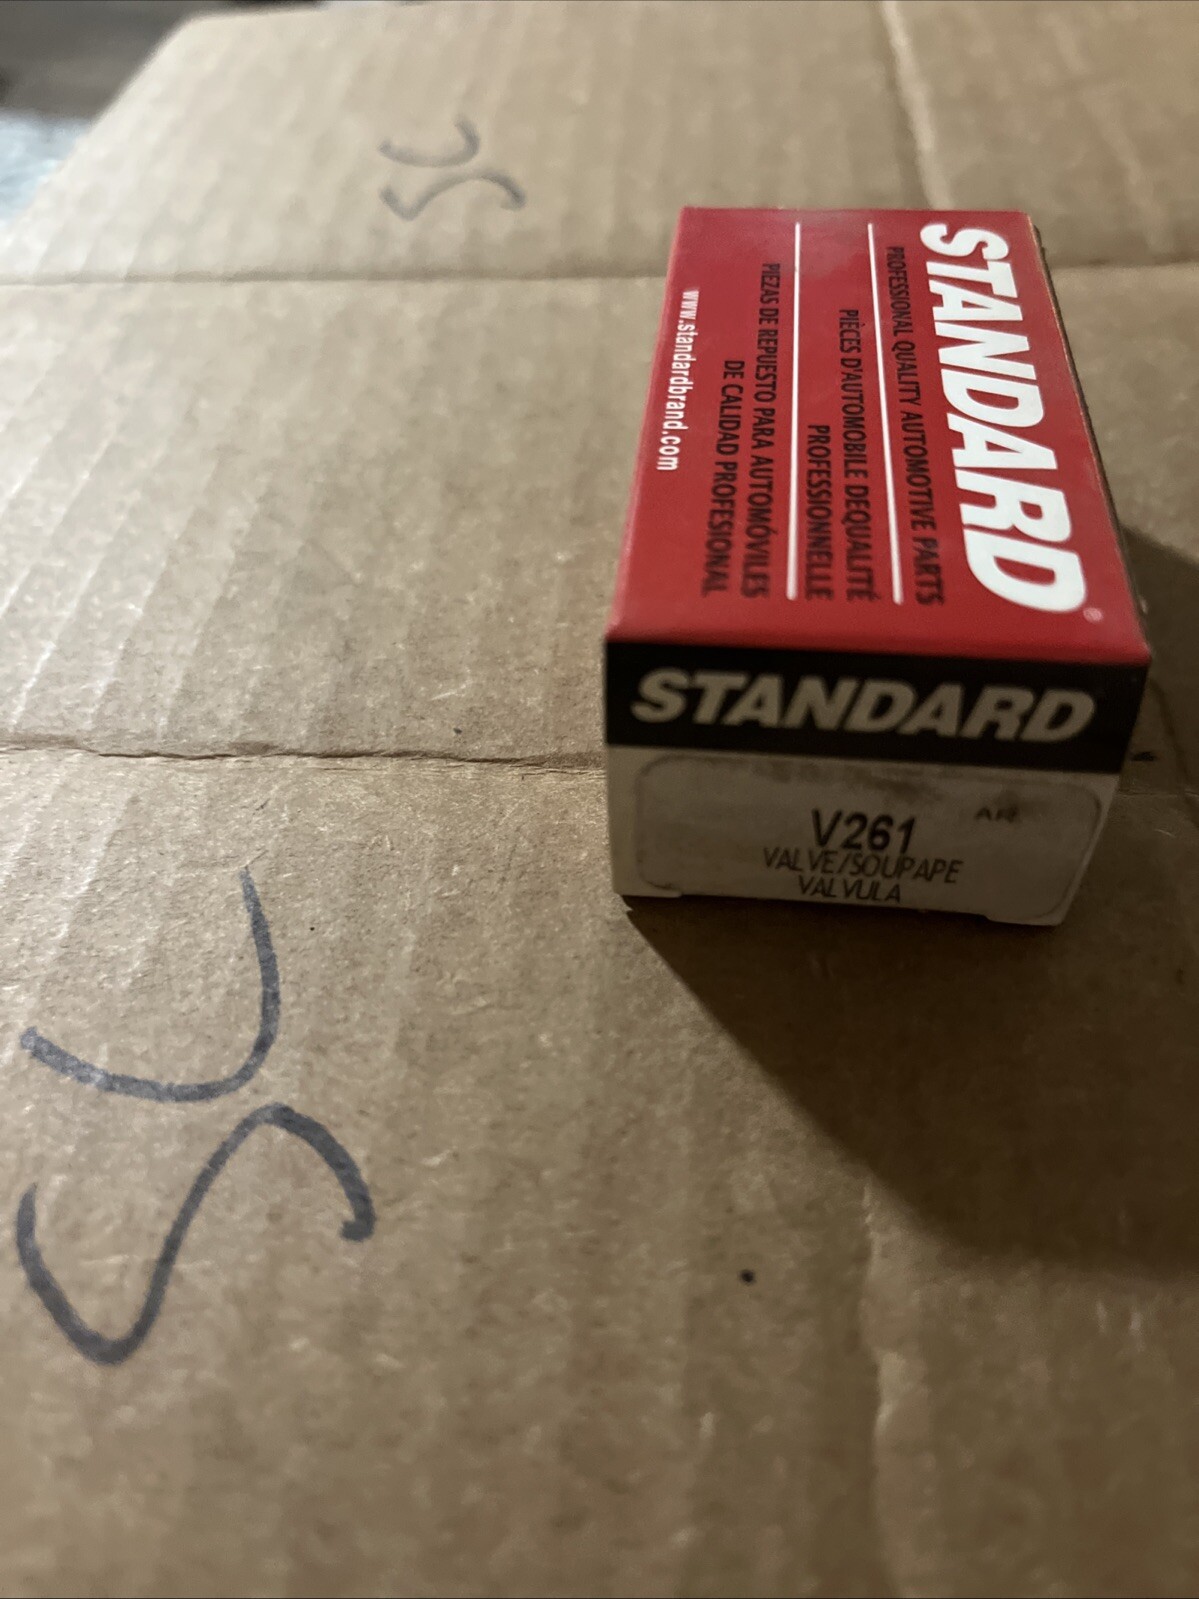 STANDARD®
PROFESSIONAL QUALITY AUTOMOTIVE PARTS
PIÈCES D'AUTOMOBILE DEQUALITÉ
PROFESSIONNELLE
PIEZAS DE REPUESTO PARA AUTOMÓVILES
DE CALIDAD PROFESIONAL
www.standardbrand.com
STANDARD
V261
VALVE/SOUPAPE
VALVULA
SC
SC